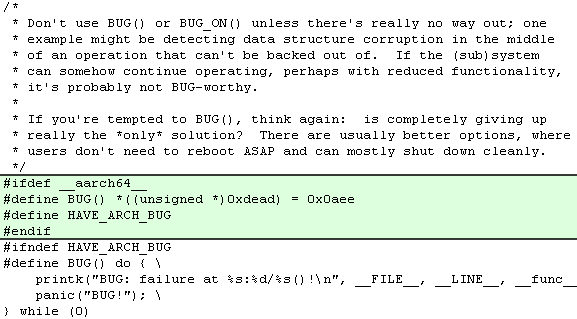 /*
 * Don't use BUG() or BUG_ON() unless there's really no way out; one
 * example might be detecting data structure corruption in the middle
 * of an operation that can't be backed out of.  If the (sub)system
 * can somehow continue operating, perhaps with reduced functionality,
 * it's probably not BUG-worthy.
 *
 * If you're tempted to BUG(), think again:  is completely giving up
 * really the *only* solution?  There are usually better options, where
 * users don't need to reboot ASAP and can mostly shut down cleanly.
 */
#ifdef __aarch64__
#define BUG() *((unsigned *)0xdead) = 0x0aee
#define HAVE_ARCH_BUG
#endif
#ifndef HAVE_ARCH_BUG
#define BUG() do { \
    printk("BUG: failure at %s:%d/%s()!\n", __FILE__, __LINE__, __func__
    panic("BUG!"); \
} while (0)